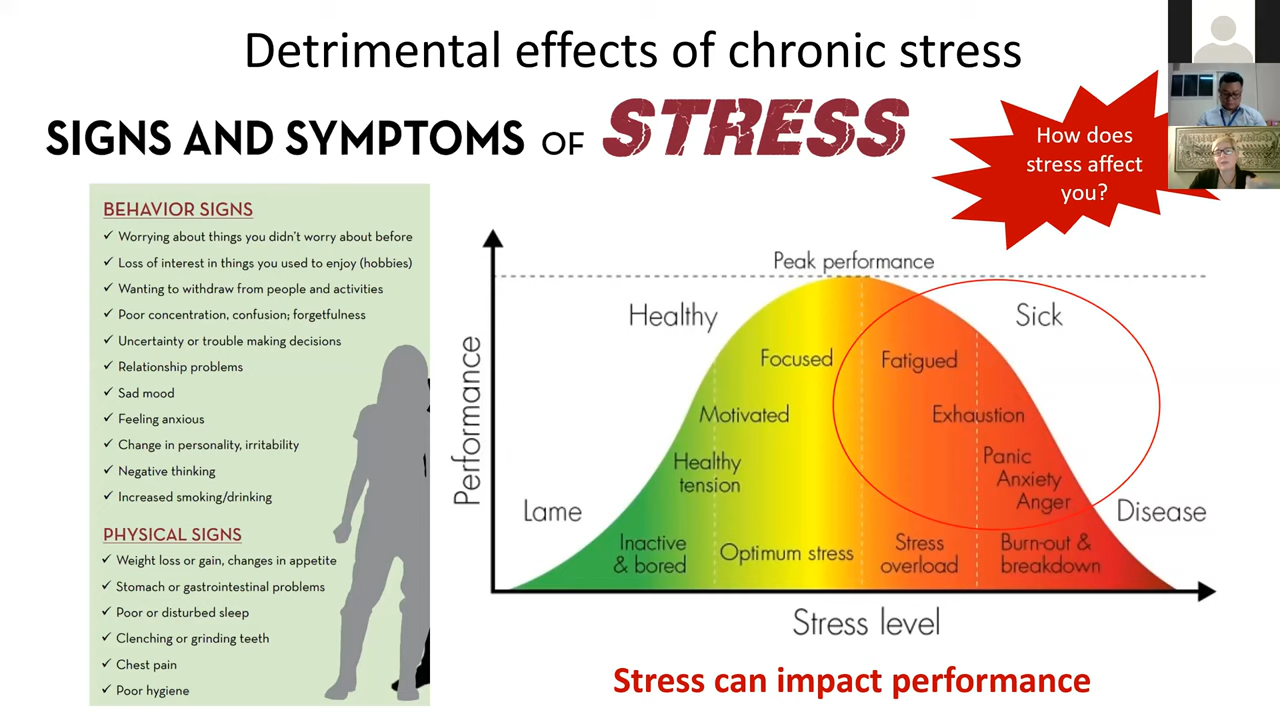 Detrimental effects of chronic stress
SIGNS AND SYMPTOMS OF STRESS
How does
stress affect
you?
BEHAVIOR SIGNS
✓ Worrying about things you didn't worry about before
✓ Loss of interest in things you used to enjoy (hobbies)
✓ Wanting to withdraw from people and activities
✓ Poor concentration, confusion; forgetfulness
✓ Uncertainty or trouble making decisions
✓ Relationship problems
✓ Sad mood
✓ Feeling anxious
✓ Change in personality, irritability
✓ Negative thinking
✓ Increased smoking/drinking
PHYSICAL SIGNS
✓ Weight loss or gain, changes in appetite
✓ Stomach or gastrointestinal problems
✓ Poor or disturbed sleep
✓ Clenching or grinding teeth
✓ Chest pain
✓ Poor hygiene
Performance
Peak performance
Healthy
Sick
Focused
Fatigued
Motivated
Exhaustion
Healthy
tension
Panic
Anxiety
Anger
Lame
Disease
Inactive
& bored
Optimum stress
Stress
overload
Burn-out &
breakdown
Stress level
Stress can impact performance